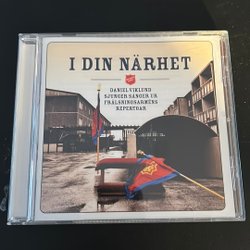 I DIN NÄRHET
DANIEL VIKLUND
SJUNGER SÅNGER UR
FRÄLSNINGSARMÉNS
REPERTOAR